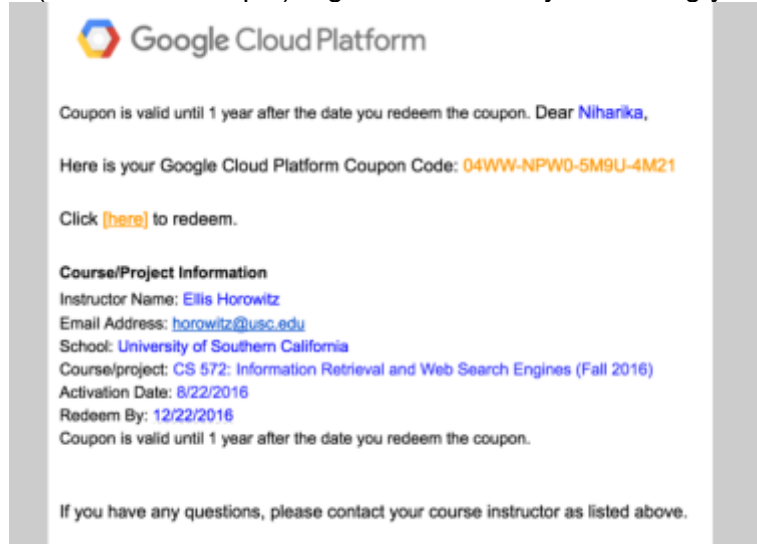 Google Cloud Platform
Coupon is valid until 1 year after the date you redeem the coupon. Dear Niharika,
Here is your Google Cloud Platform Coupon Code: 04WW-NPW0-5M9U-4M21
Click [here] to redeem.
Course/Project Information
Instructor Name: Ellis Horowitz
Email Address: horowitz@usc.edu
School: University of Southern California
Course/project: CS 572: Information Retrieval and Web Search Engines (Fall 2016)
Activation Date: 8/22/2016
Redeem By: 12/22/2016
Coupon is valid until 1 year after the date you redeem the coupon.
If you have any questions, please contact your course instructor as listed above.